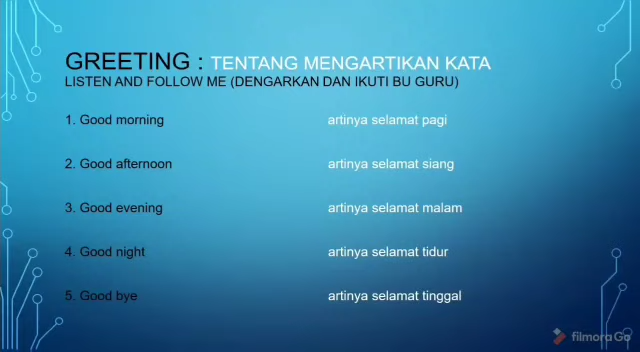 GREETING : TENTANG MENGARTIKAN KATA
LISTEN AND FOLLOW ME (DENGARKAN DAN IKUTI BU GURU)
1. Good morning artinya selamat pagi
2. Good afternoon artinya selamat siang
3. Good evening artinya selamat malam
4. Good night artinya selamat tidur
5. Good bye artinya selamat tinggal
filmora Go